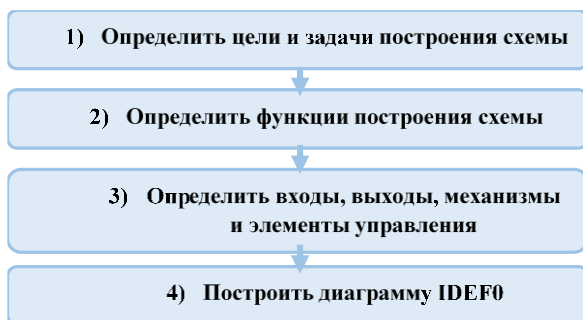 1) Определить цели и задачи построения схемы
2) Определить функции построения схемы
3) Определить входы, выходы, механизмы
и элементы управления
4) Построить диаграмму IDEF0